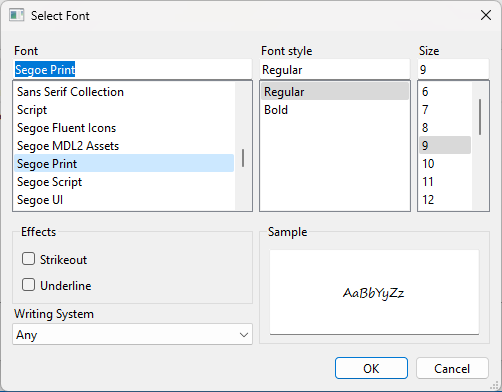 Select Font
Font
Font style
Size
Segoe Print
Regular
9
Sans Serif Collection
Script
Segoe Fluent Icons
Segoe MDL2 Assets
Segoe Print
Segoe Script
Segoe UI
Regular
Bold
6
7
8
9
10
11
12
Effects
Strikeout
Underline
Sample
AaBbYyZz
Writing System
Any
OK
Cancel